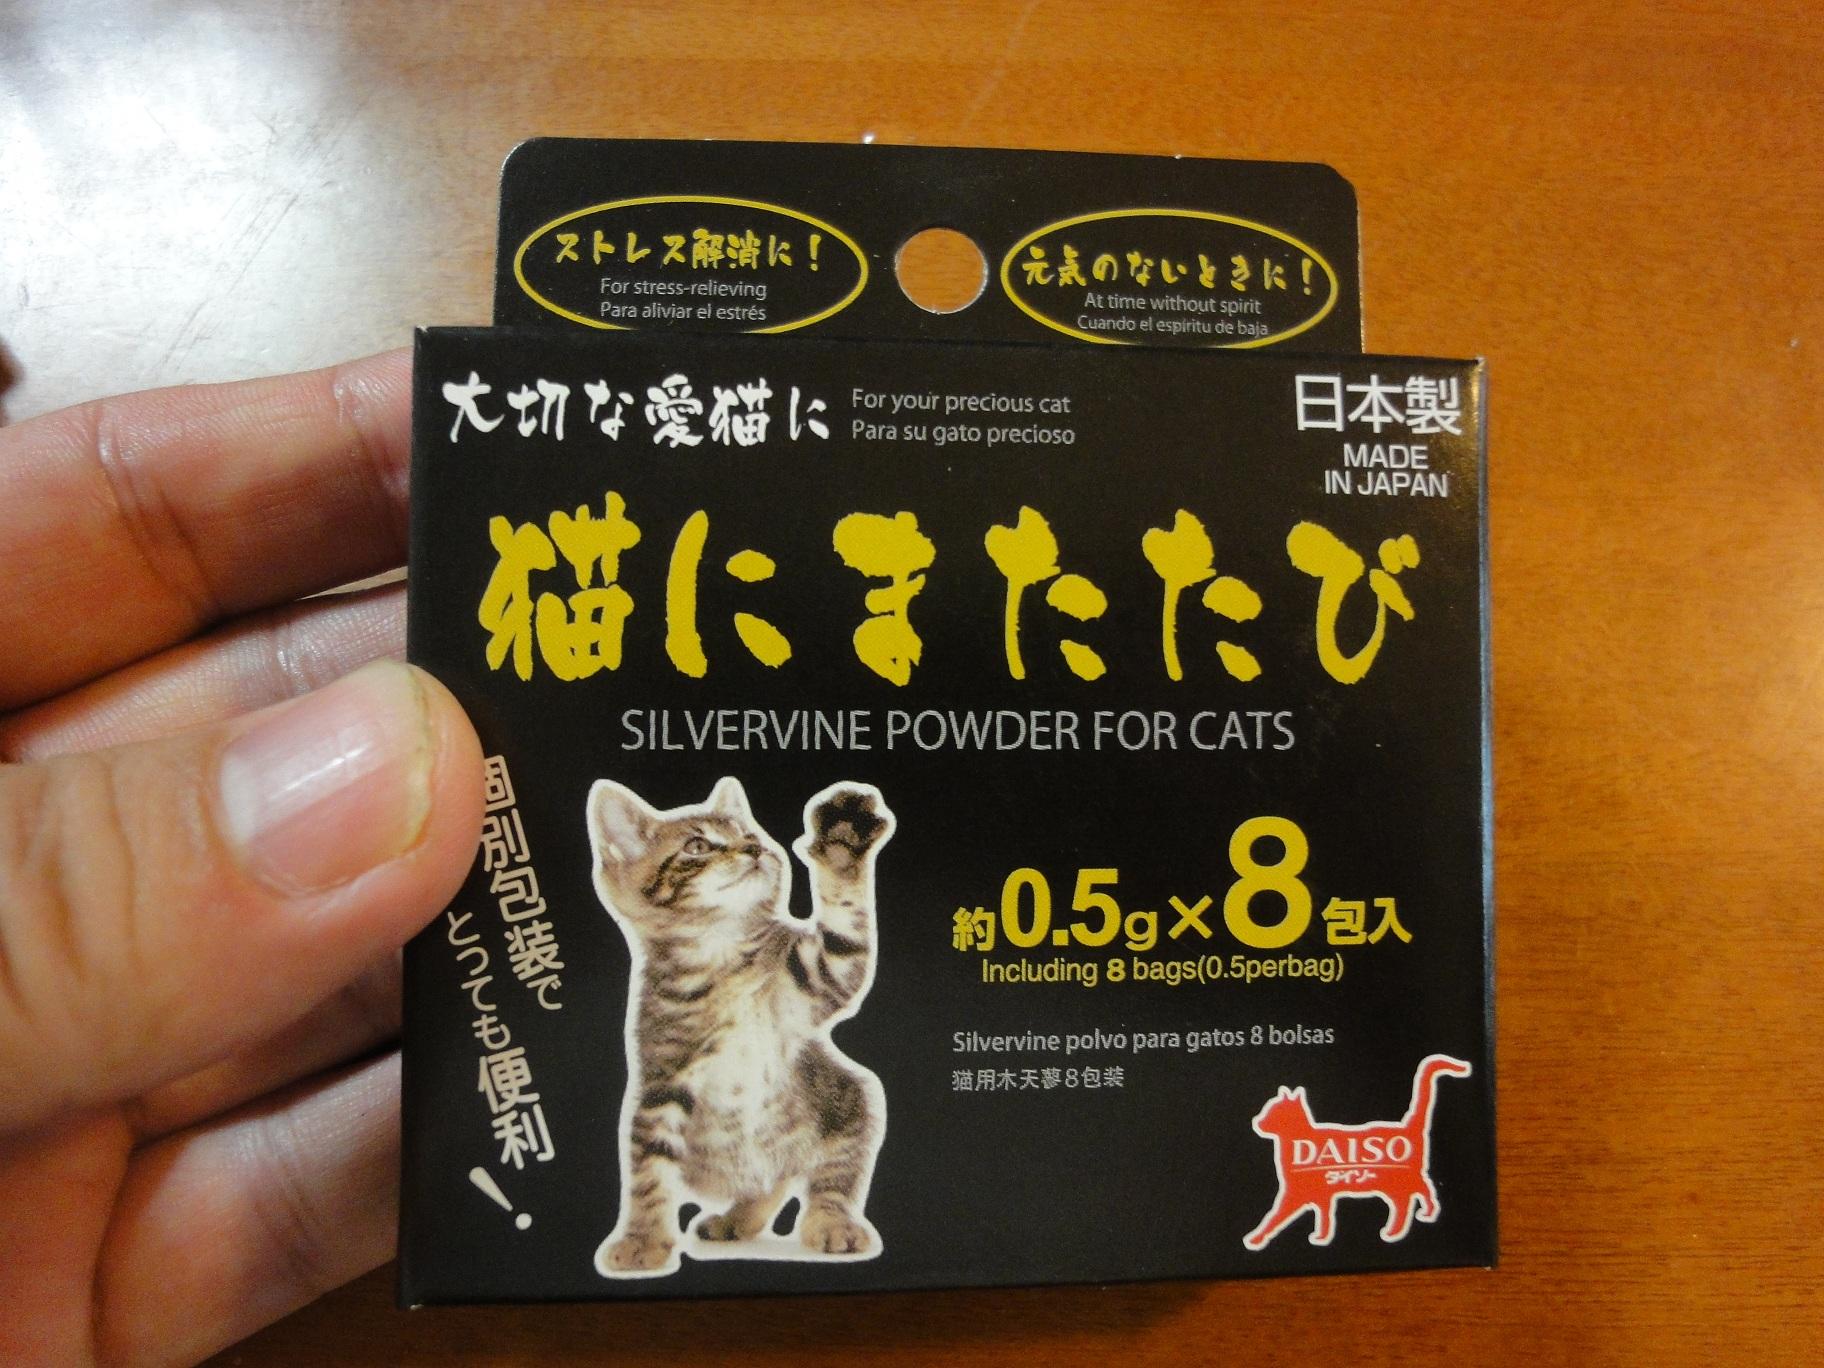 ストレス解消に！
For stress-relieving
Para aliviar el estrés
元気のないときに！
At time without spirit
Cuando el espíritu de baja
大切な愛猫に
For your precious cat
Para su gato precioso
日本製
MADE
IN JAPAN
猫にまたたび
SILVERVINE POWDER FOR CATS
個別包装で
とっても便利！
約0.5g×8包入
Including 8 bags(0.5perbag)
Silvervine polvo para gatos 8 bolsas
猫用木天蓼8包装
DAISO
ダイソー